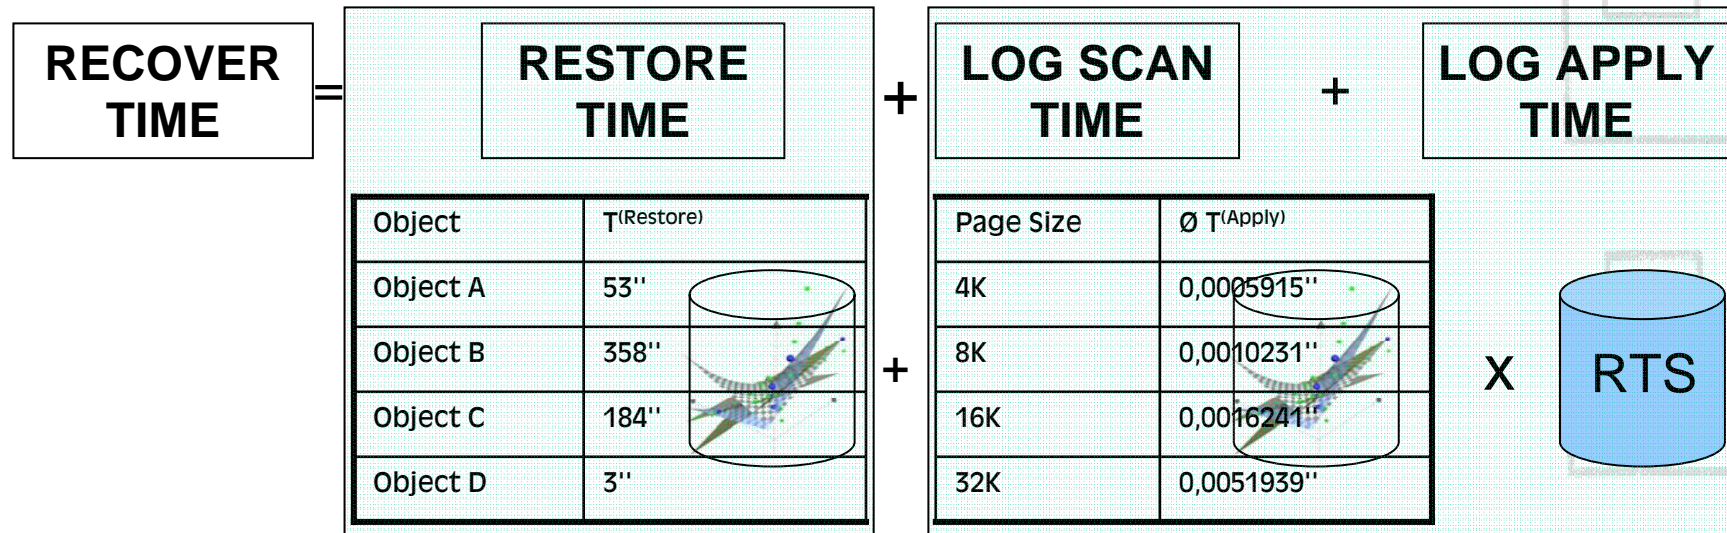 RECOVER
TIME
=
RESTORE
TIME
+
LOG SCAN
TIME
+
LOG APPLY
TIME
Object T(Restore)
Object A 53''
Object B 358''
Object C 184''
Object D 3''
+
Page Size Ø T(Apply)
4K 0,0005915''
8K 0,0010231''
16K 0,0016241''
32K 0,0051939''
x
RTS